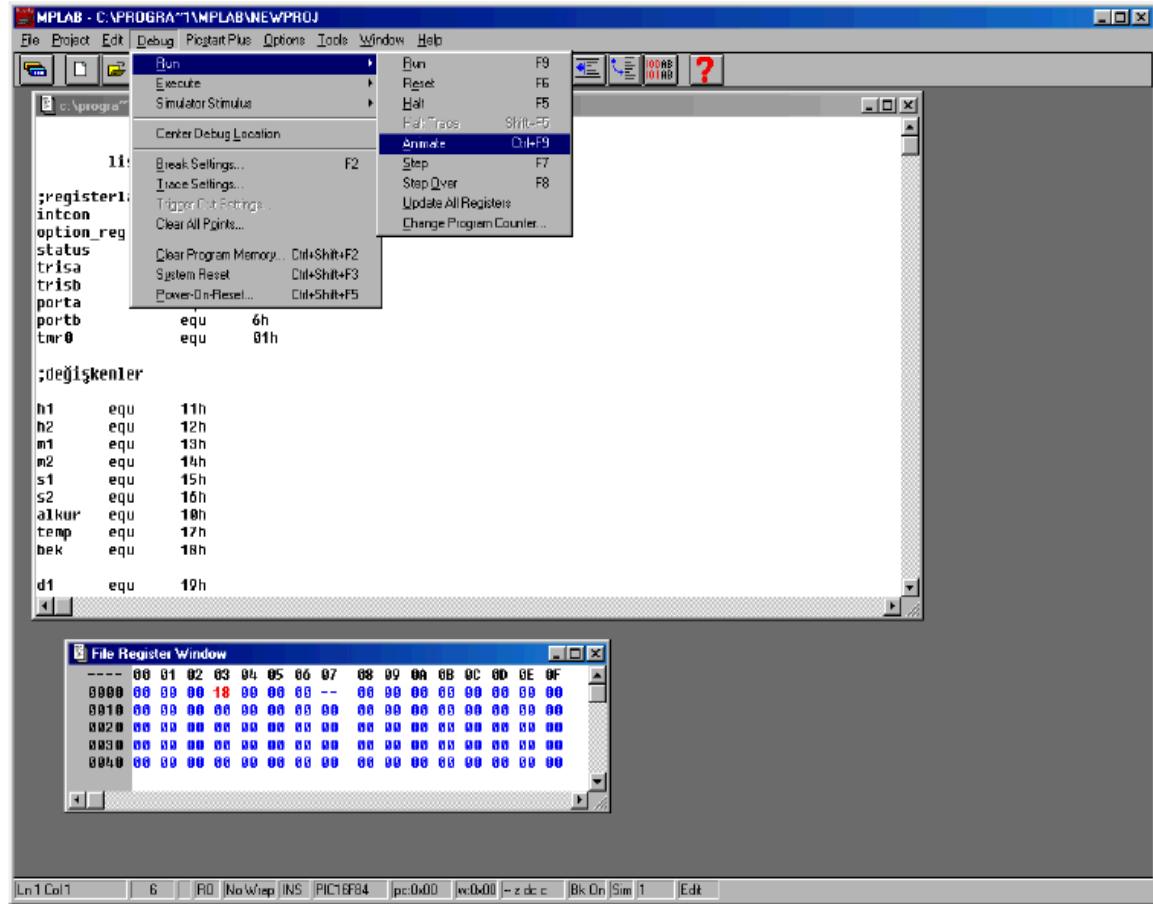 MPLAB - C:\PROGRA~1\MPLAB\NEWPROJ
File Project Edit Debug Picstart Plus Options Tools Window Help
Run
Execute
Simulator Stimulus
Center Debug Location
Break Settings... F2
Trace Settings...
Trigger Out Settings...
Clear All Points...
Clear Program Memory... Ctrl+Shift+F2
System Reset Ctrl+Shift+F3
Power-On-Reset... Ctrl+Shift+F5
Run F9
Reset F6
Halt F5
Halt Trace Shift+F5
Animate Ctrl+F9
Step F7
Step Over F8
Update All Registers
Change Program Counter...
c:\progra~
lis
;registerla
intcon
option_reg
status
trisa
trisb
porta
portb equ 6h
tmr0 equ 01h
;değişkenler
h1 equ 11h
h2 equ 12h
m1 equ 13h
m2 equ 14h
s1 equ 15h
s2 equ 16h
alkur equ 10h
temp equ 17h
bek equ 18h
d1 equ 19h
File Register Window
---- 00 01 02 03 04 05 06 07 08 09 0A 0B 0C 0D 0E 0F
0000 00 00 00 18 00 00 00 -- 00 00 00 00 00 00 00 00
0010 00 00 00 00 00 00 00 00 00 00 00 00 00 00 00 00
0020 00 00 00 00 00 00 00 00 00 00 00 00 00 00 00 00
0030 00 00 00 00 00 00 00 00 00 00 00 00 00 00 00 00
0040 00 00 00 00 00 00 00 00 00 00 00 00 00 00 00 00
Ln 1 Col 1 6 RO No Wrap INS PIC16F84 pc:0x00 w:0x00 -- z dc c Bk On Sim 1 Edit